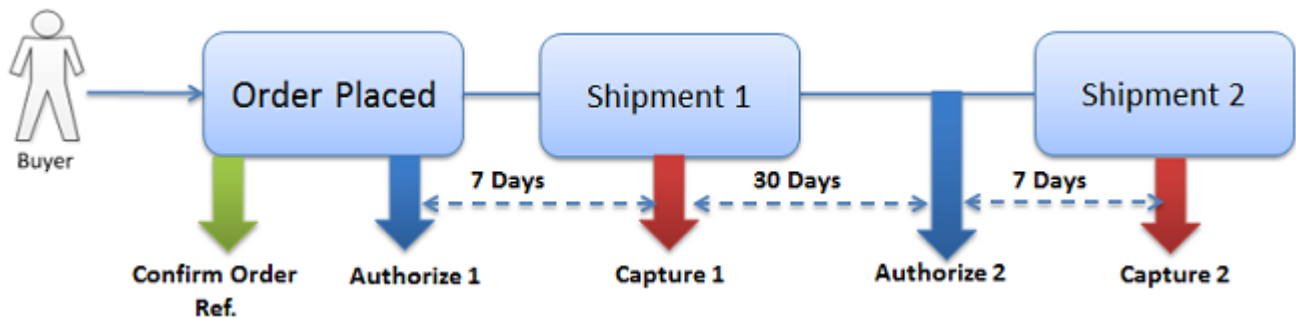 Order Placed
Shipment 1
Shipment 2
Buyer
7 Days
30 Days
7 Days
Confirm Order
Ref.
Authorize 1
Capture 1
Authorize 2
Capture 2